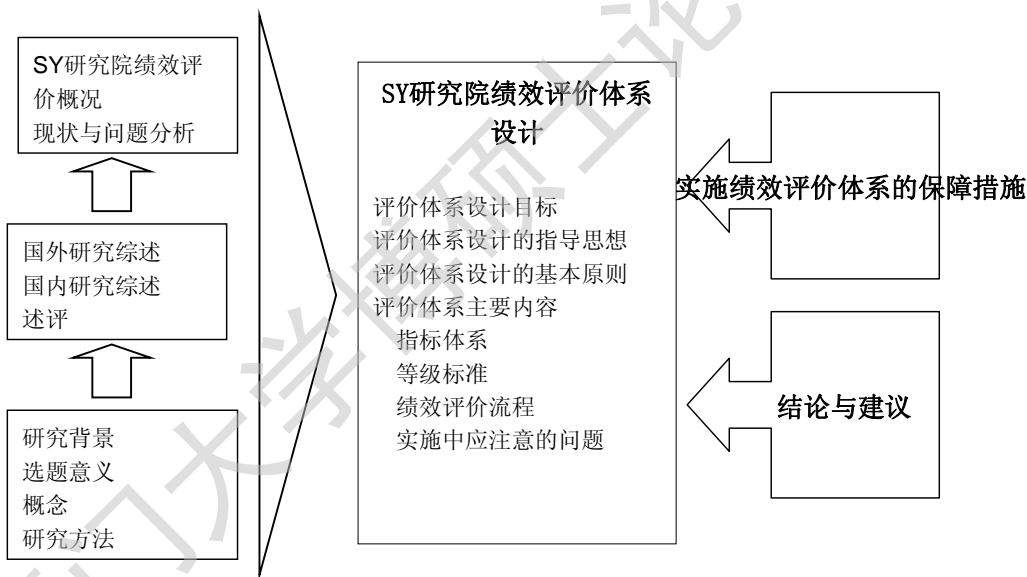 SY研究院绩效评
价概况
现状与问题分析
国外研究综述
国内研究综述
述评
研究背景
选题意义
概念
研究方法
SY研究院绩效评价体系
设计
评价体系设计目标
评价体系设计的指导思想
评价体系设计的基本原则
评价体系主要内容
指标体系
等级标准
绩效评价流程
实施中应注意的问题
实施绩效评价体系的保障措施
结论与建议
门大学博硕士论